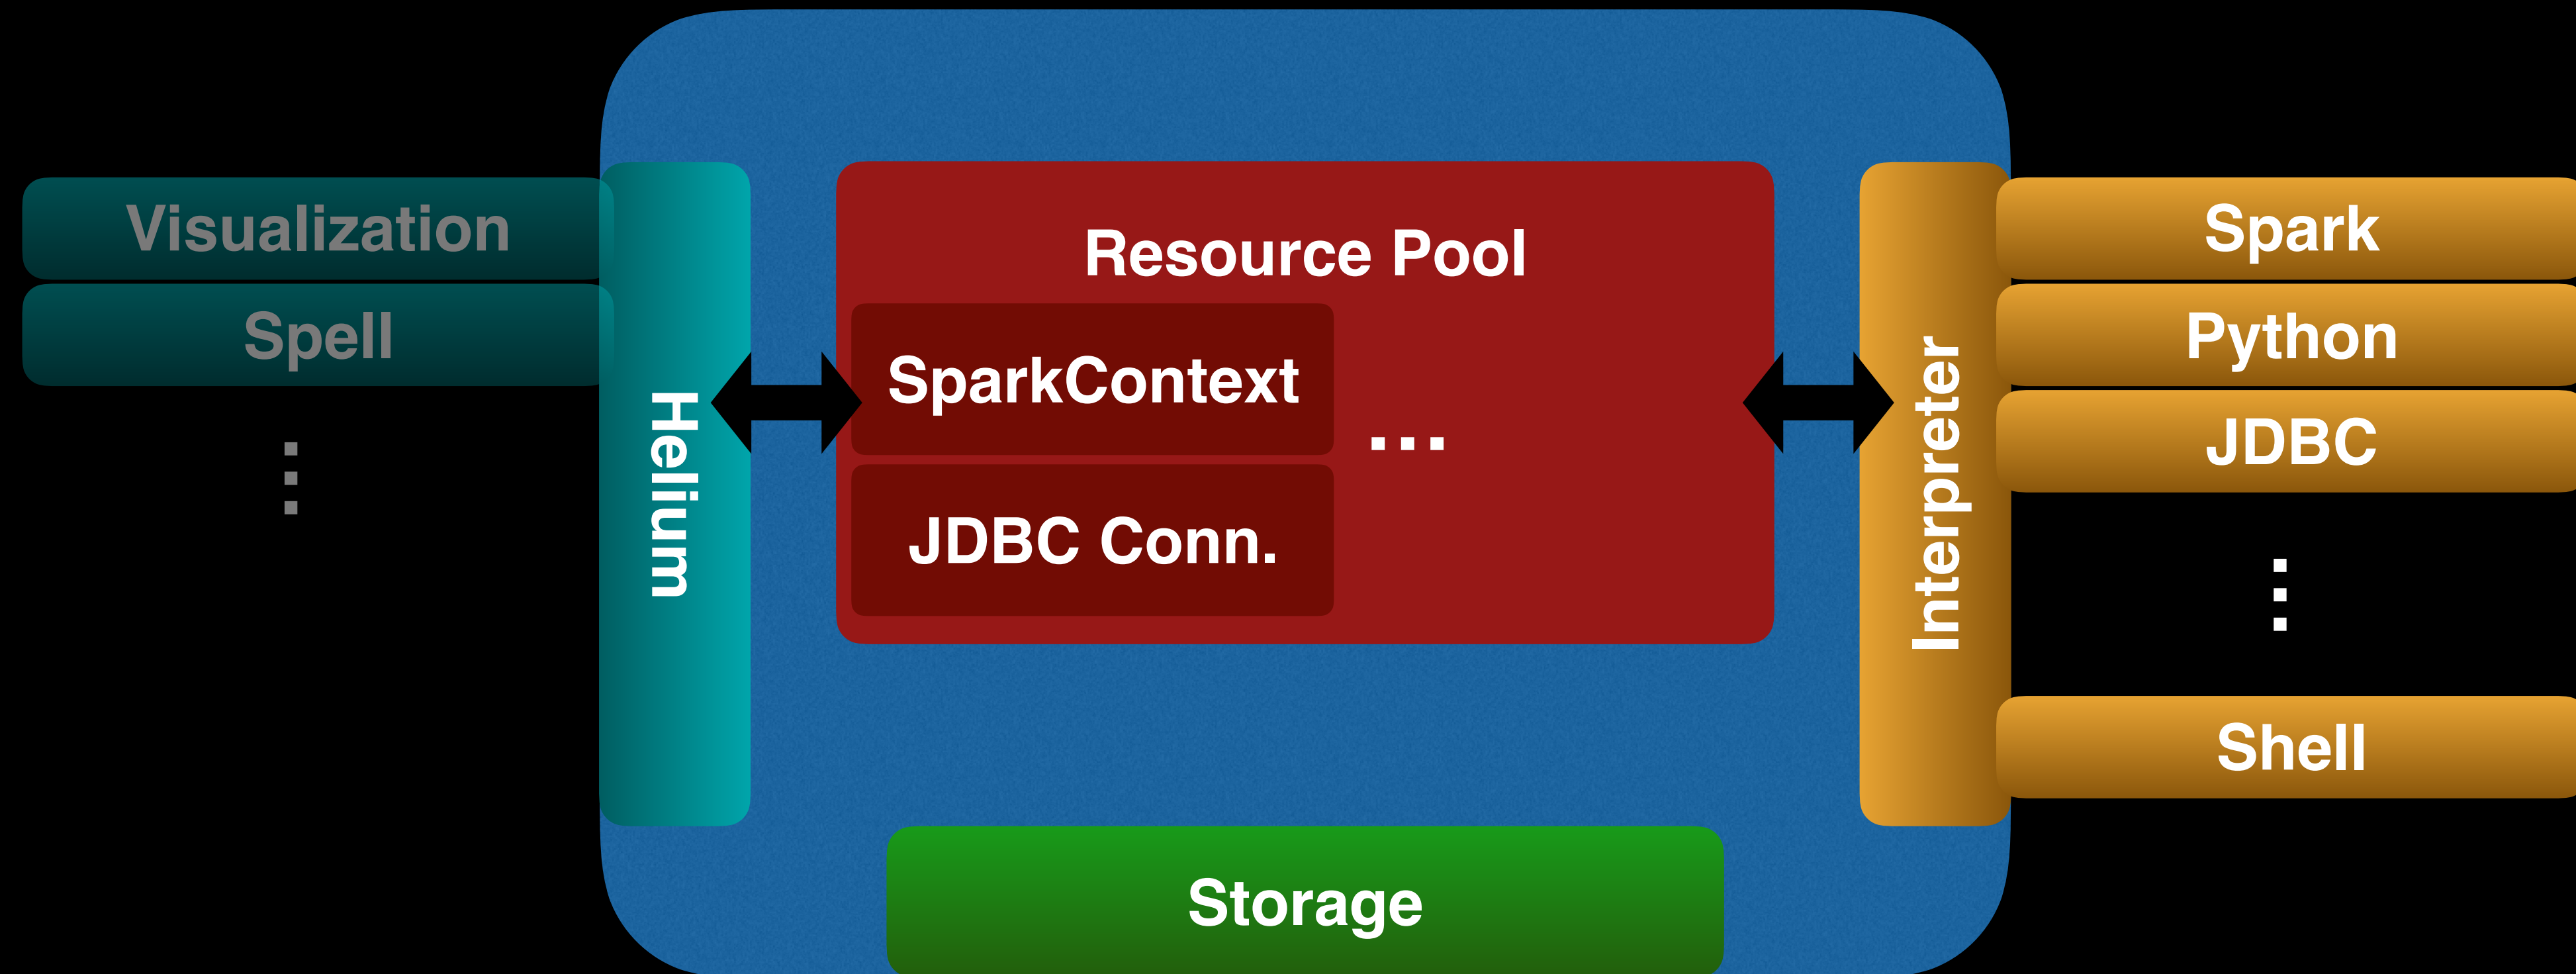 Visualization
Spell
Helium
Resource Pool
SparkContext
...
JDBC Conn.
Interpreter
Spark
Python
JDBC
Shell
Storage